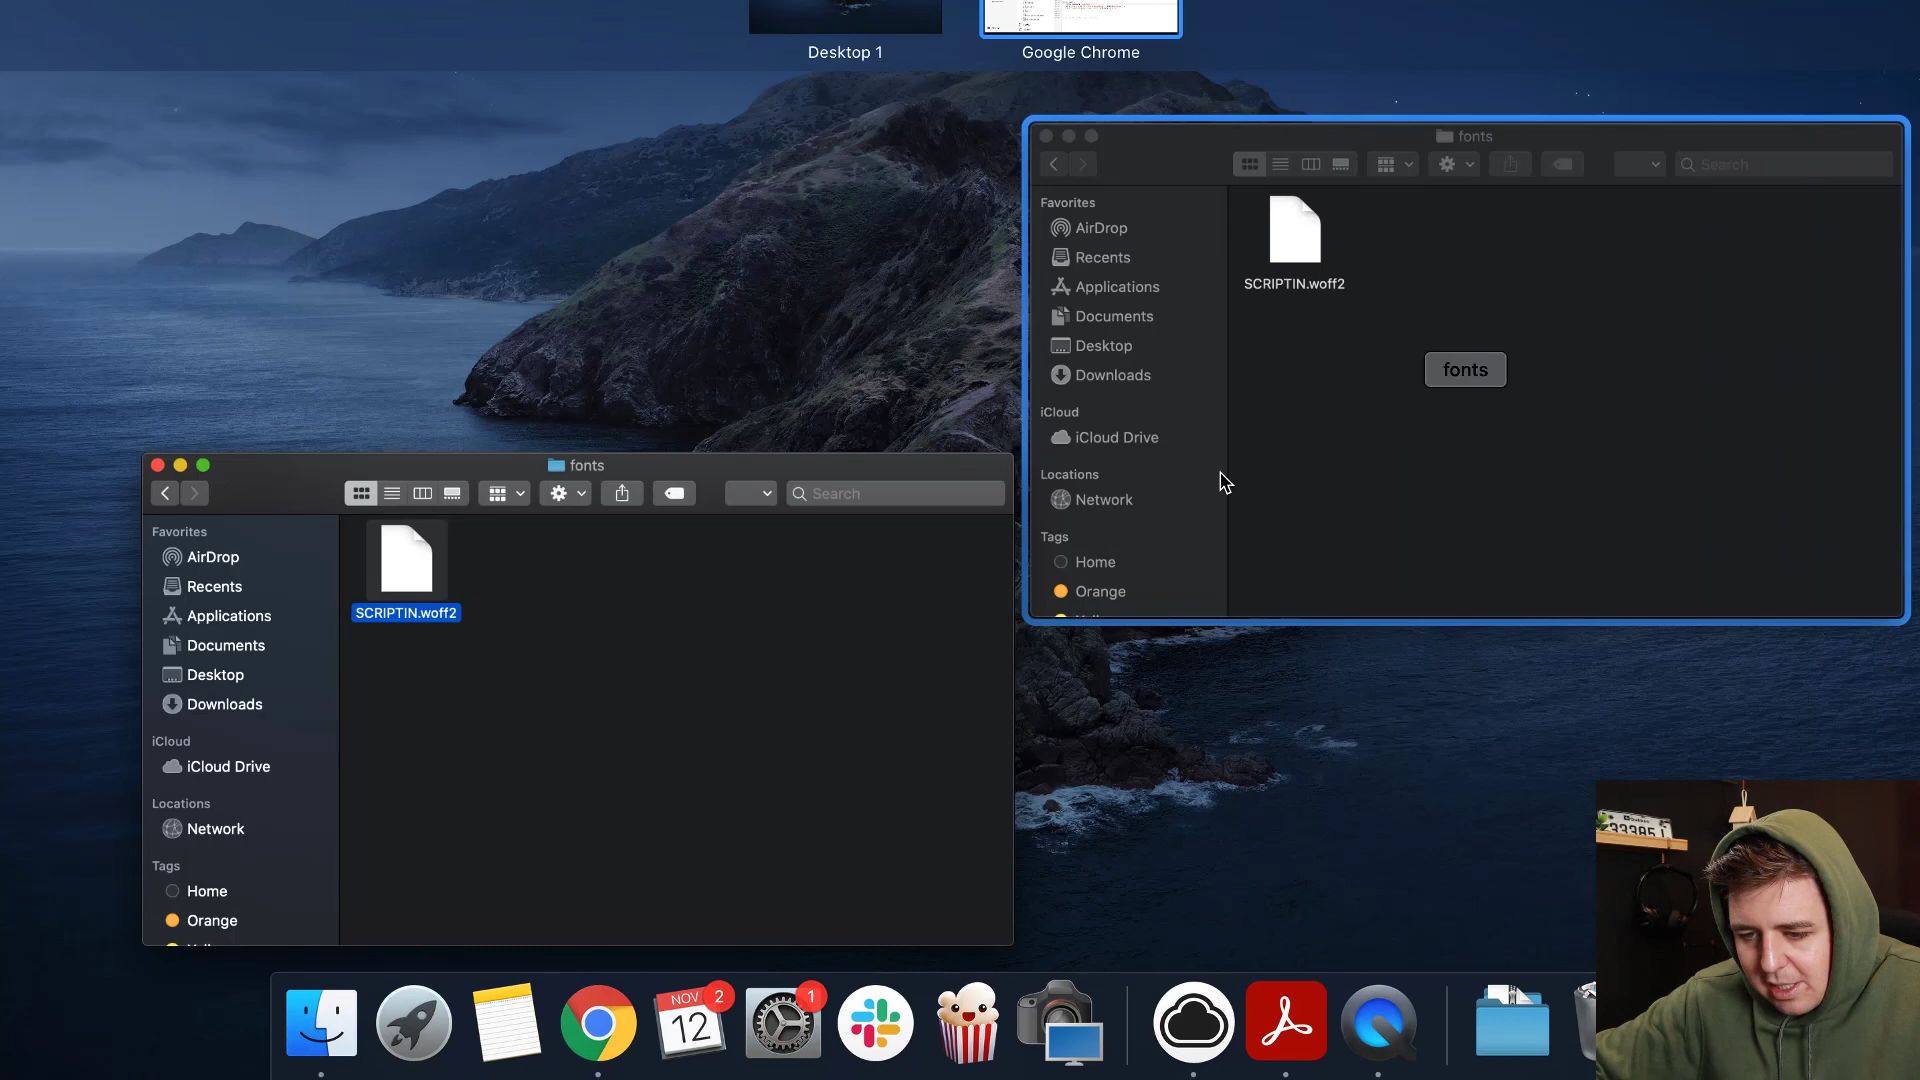 Desktop 1
Google Chrome
fonts
Search
Favorites
AirDrop
Recents
Applications
Documents
Desktop
Downloads
iCloud
iCloud Drive
Locations
Network
Tags
Home
Orange
SCRIPTIN.woff2
fonts
fonts
Search
Favorites
AirDrop
Recents
Applications
Documents
Desktop
Downloads
iCloud
iCloud Drive
Locations
Network
Tags
Home
Orange
SCRIPTIN.woff2
NOV
12
2
1